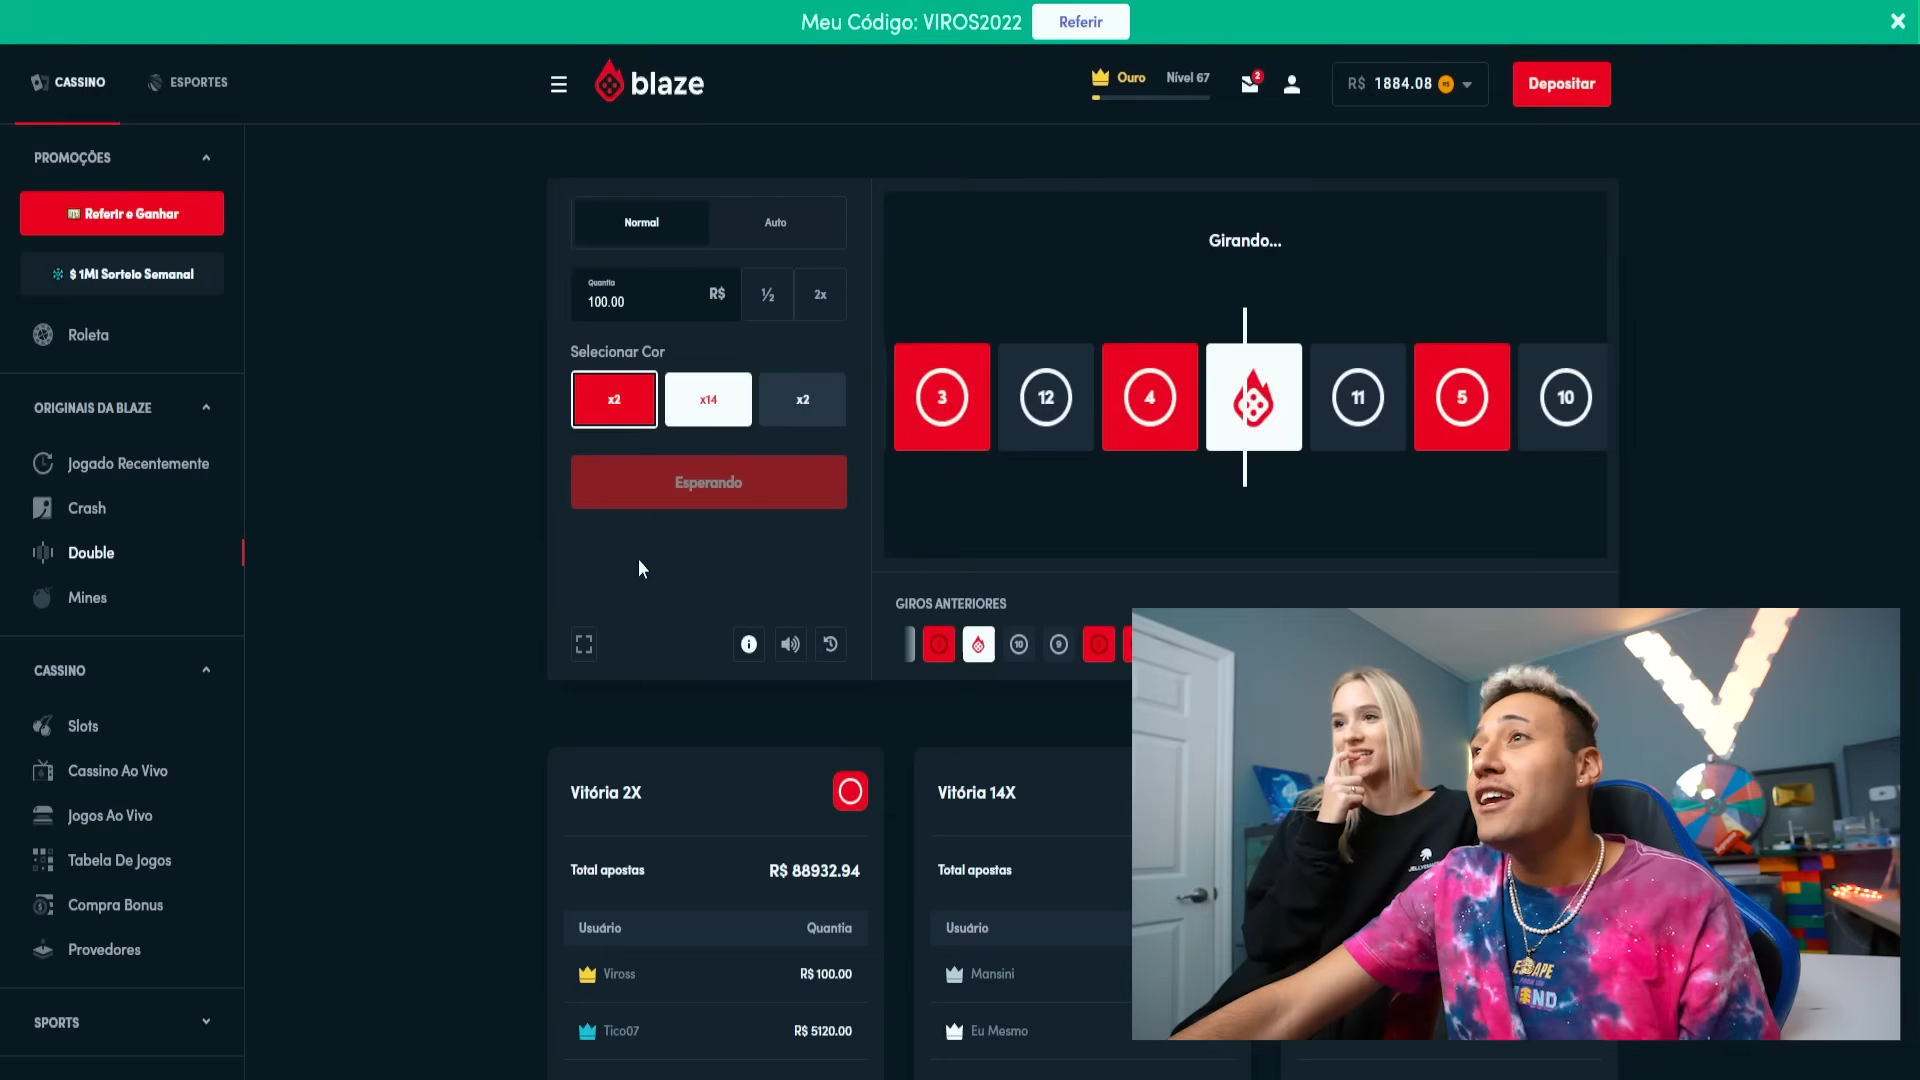 Meu Código: VIROS2022 Referir
CASSINO ESPORTES
blaze
Ouro Nível 67 2 R$ 1884.08 R$ Depositar
PROMOÇÕES
Referir e Ganhar
$ 1MI Sorteio Semanal
Roleta
ORIGINAIS DA BLAZE
Jogado Recentemente
Crash
Double
Mines
CASSINO
Slots
Cassino Ao Vivo
Jogos Ao Vivo
Tabela De Jogos
Compra Bonus
Provedores
SPORTS
Normal Auto
Quantia
100.00 R$ ½ 2x
Selecionar Cor
x2 x14 x2
Esperando
Girando...
3 12 4 11 5 10
GIROS ANTERIORES
10 9
Vitória 2X
Total apostas R$ 88932.94
Usuário Quantia
Viross R$ 100.00
Tico07 R$ 5120.00
Vitória 14X
Total apostas
Usuário
Mansini
Eu Mesmo